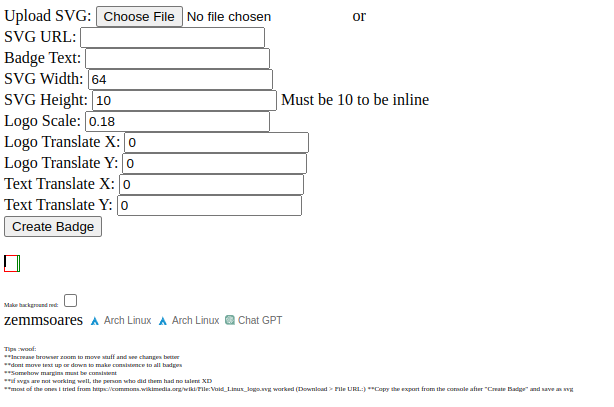 Upload SVG: Choose File No file chosen or
SVG URL:
Badge Text:
SVG Width: 64
SVG Height: 10 Must be 10 to be inline
Logo Scale: 0.18
Logo Translate X: 0
Logo Translate Y: 0
Text Translate X: 0
Text Translate Y: 0
Create Badge
Make background red:
zemmsoares Arch Linux Arch Linux Chat GPT
Tips :woof:
**Increase browser zoom to move stuff and see changes better
**dont move text up or down to make consistence to all badges
**Somehow margins must be consistent
**if svgs are not working well, the person who did them had no talent XD
**most of the ones i tried from https://commons.wikimedia.org/wiki/File:Void_Linux_logo.svg worked (Download > File URL:) **Copy the export from the console after "Create Badge" and save as svg